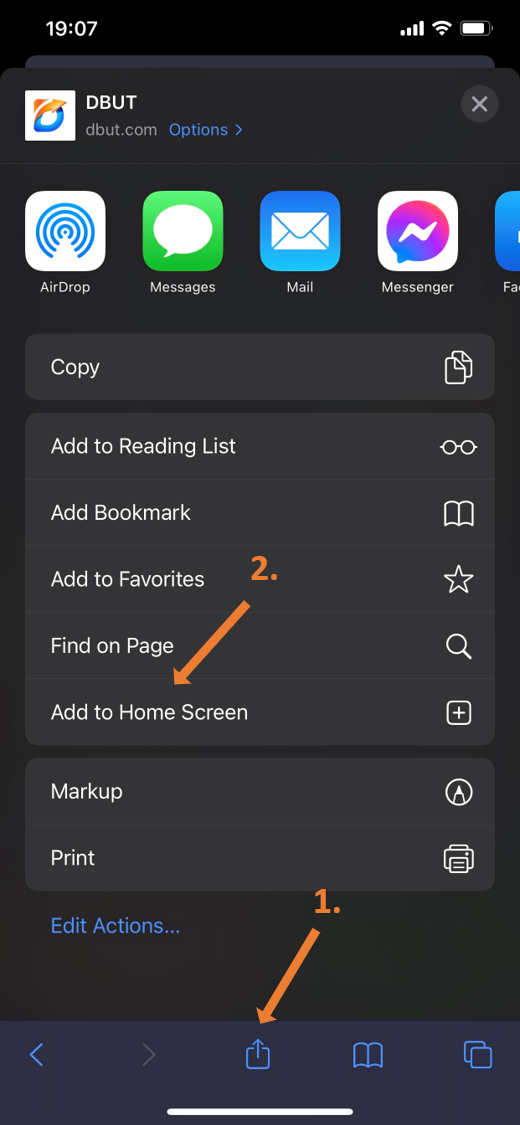 19:07
DBUT
dbut.com Options >
AirDrop
Messages
Mail
Messenger
Copy
Add to Reading List
Add Bookmark
Add to Favorites
2.
Find on Page
Add to Home Screen
Markup
Print
1.
Edit Actions...